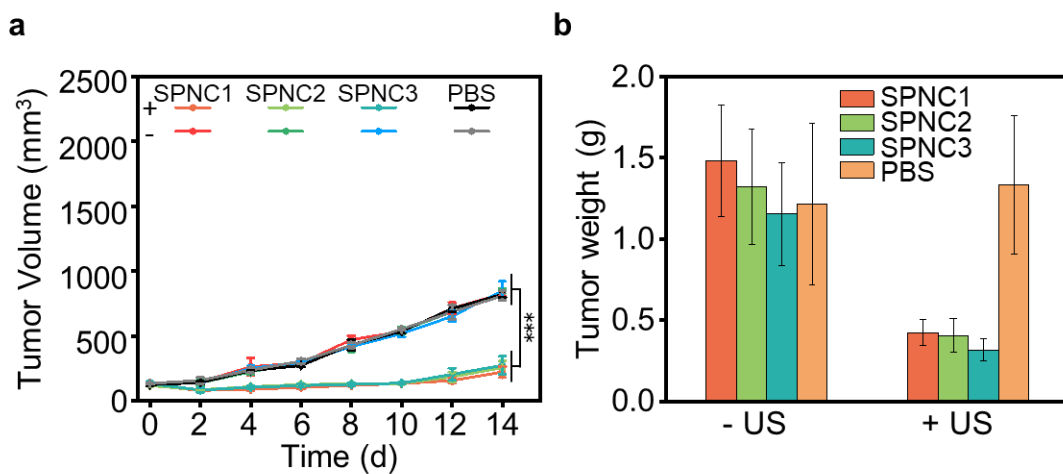 a
2500
2000
1500
1000
500
0
Tumor Volume (mm³)
SPNC1 SPNC2 SPNC3 PBS
+
-
***
0 2 4 6 8 10 12 14
Time (d)
b
2.0
1.5
1.0
0.5
0.0
Tumor weight (g)
SPNC1
SPNC2
SPNC3
PBS
- US + US